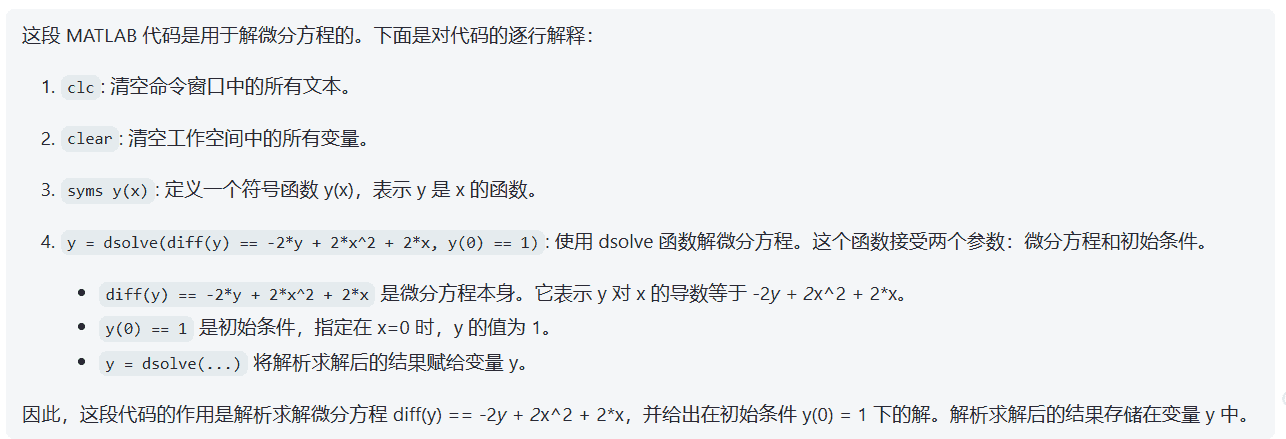 这段 MATLAB 代码是用于解微分方程的。下面是对代码的逐行解释：
1. clc: 清空命令窗口中的所有文本。
2. clear: 清空工作空间中的所有变量。
3. syms y(x): 定义一个符号函数 y(x)，表示 y 是 x 的函数。
4. y = dsolve(diff(y) == -2*y + 2*x^2 + 2*x, y(0) == 1): 使用 dsolve 函数解微分方程。这个函数接受两个参数：微分方程和初始条件。
• diff(y) == -2*y + 2*x^2 + 2*x 是微分方程本身。它表示 y 对 x 的导数等于 -2y + 2x^2 + 2*x。
• y(0) == 1 是初始条件，指定在 x=0 时，y 的值为 1。
• y = dsolve(...) 将解析求解后的结果赋给变量 y。
因此，这段代码的作用是解析求解微分方程 diff(y) == -2y + 2x^2 + 2*x，并给出在初始条件 y(0) = 1 下的解。解析求解后的结果存储在变量 y 中。